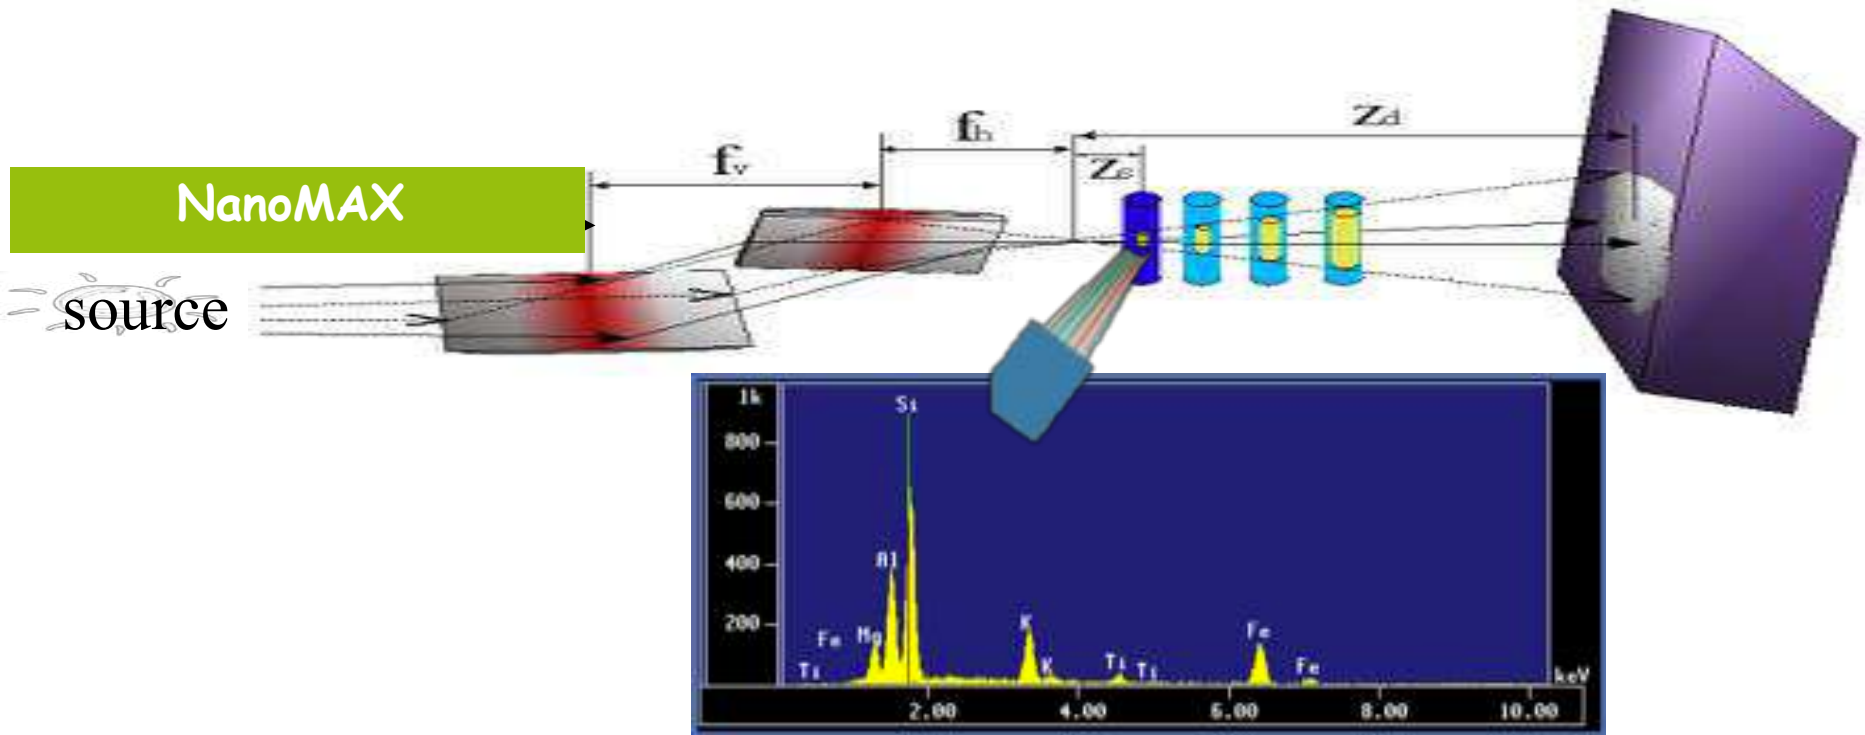 Zd
fh
fv
Zs
NanoMAX
source
1k
Si
800
600
Al
400
K
200
Fe
Mg
Fe
Ti
K
Ti
Ti
Fe
keV
2.00
4.00
6.00
8.00
10.00